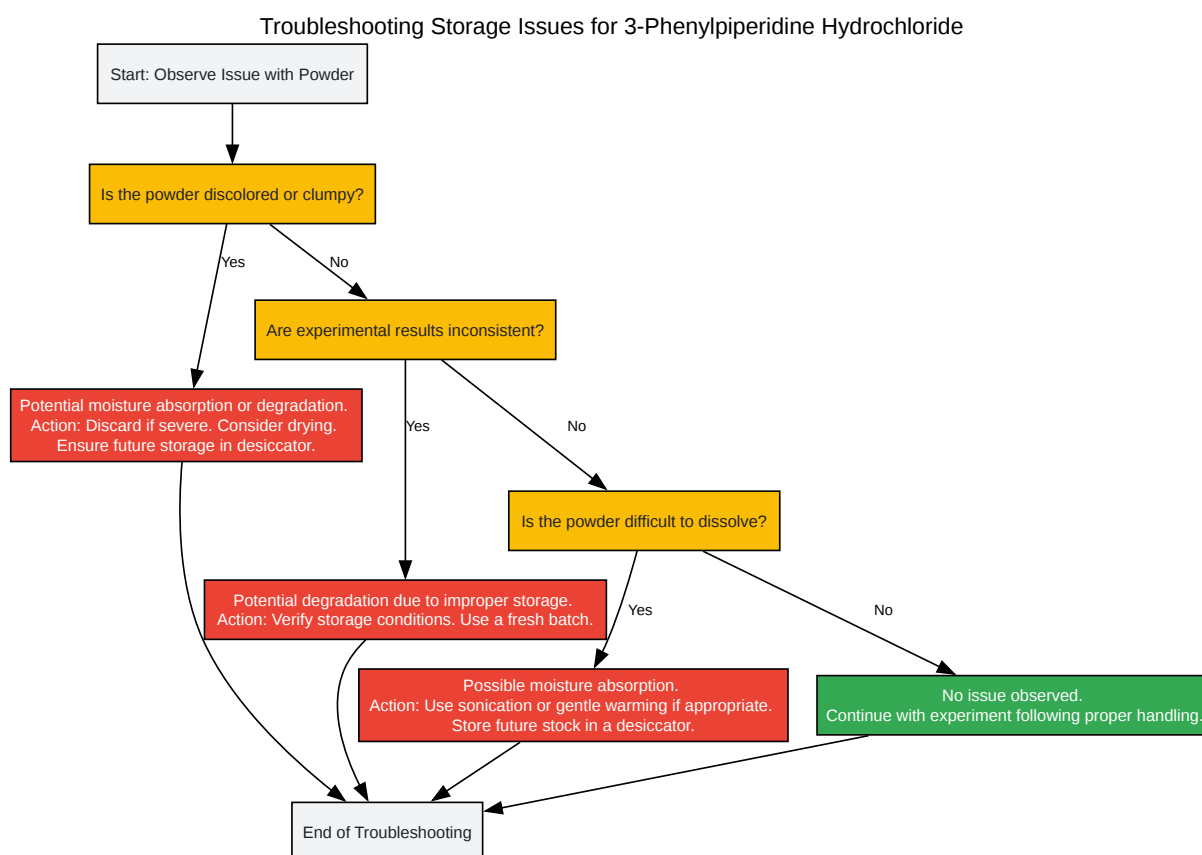 Troubleshooting Storage Issues for 3-Phenylpiperidine Hydrochloride
Start: Observe Issue with Powder
Is the powder discolored or clumpy?
Yes
No
Are experimental results inconsistent?
Potential moisture absorption or degradation.
Action: Discard if severe. Consider drying.
Ensure future storage in desiccator.
Yes
No
Is the powder difficult to dissolve?
Potential degradation due to improper storage.
Action: Verify storage conditions. Use a fresh batch.
Yes
No
Possible moisture absorption.
Action: Use sonication or gentle warming if appropriate.
Store future stock in a desiccator.
No issue observed.
Continue with experiment following proper handling.
End of Troubleshooting